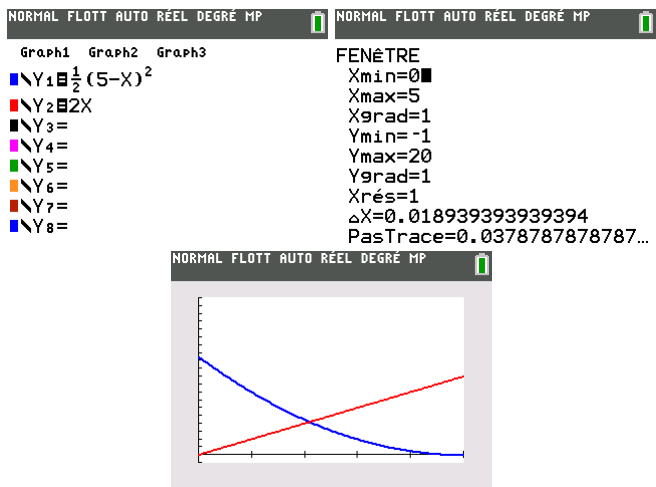 NORMAL FLOTT AUTO RÉEL DEGRÉ MP
Graph1 Graph2 Graph3
\Y1=1/2(5-X)²
\Y2=2X
\Y3=
\Y4=
\Y5=
\Y6=
\Y7=
\Y8=
NORMAL FLOTT AUTO RÉEL DEGRÉ MP
FENÊTRE
Xmin=0
Xmax=5
Xgrad=1
Ymin=-1
Ymax=20
Ygrad=1
Xrés=1
△X=0.018939393939394
PasTrace=0.0378787878787…
NORMAL FLOTT AUTO RÉEL DEGRÉ MP